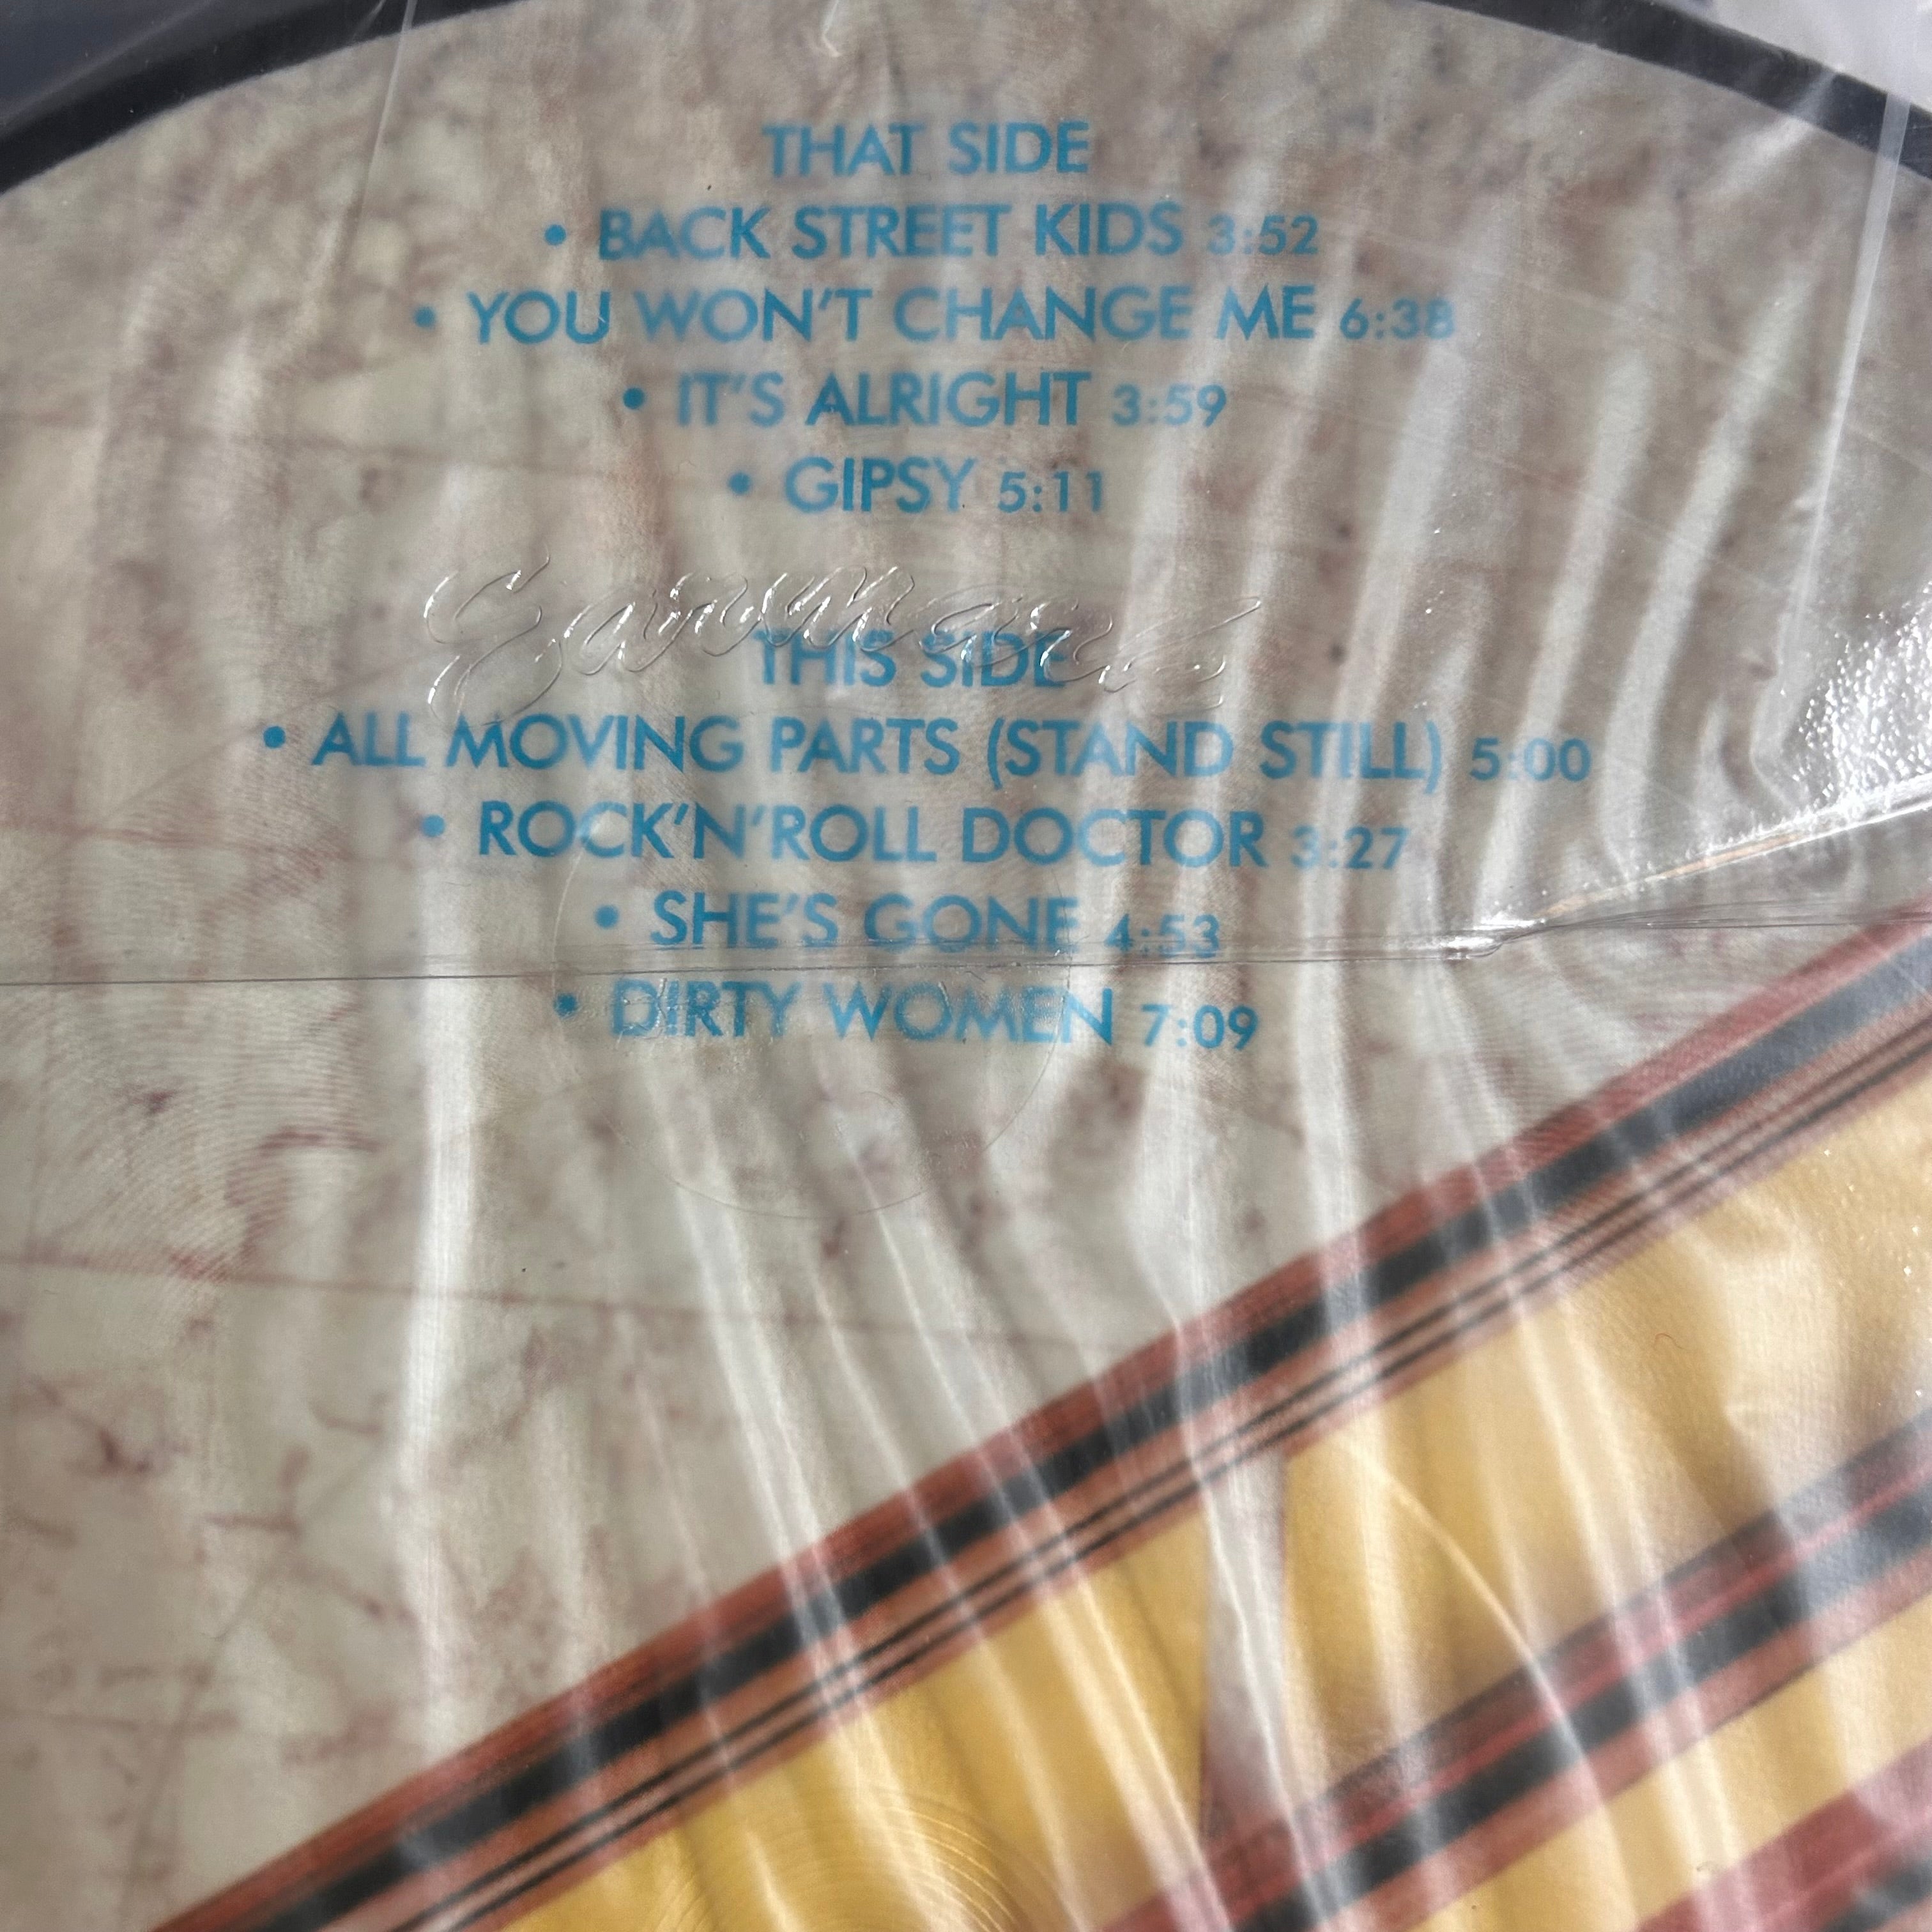 THAT SIDE
• BACK STREET KIDS 3:52
• YOU WON'T CHANGE ME 6:38
• IT'S ALRIGHT 3:59
• GIPSY 5:11
THIS SIDE
• ALL MOVING PARTS (STAND STILL) 5:00
• ROCK'N'ROLL DOCTOR 3:27
• SHE'S GONE 4:53
• DIRTY WOMEN 7:09